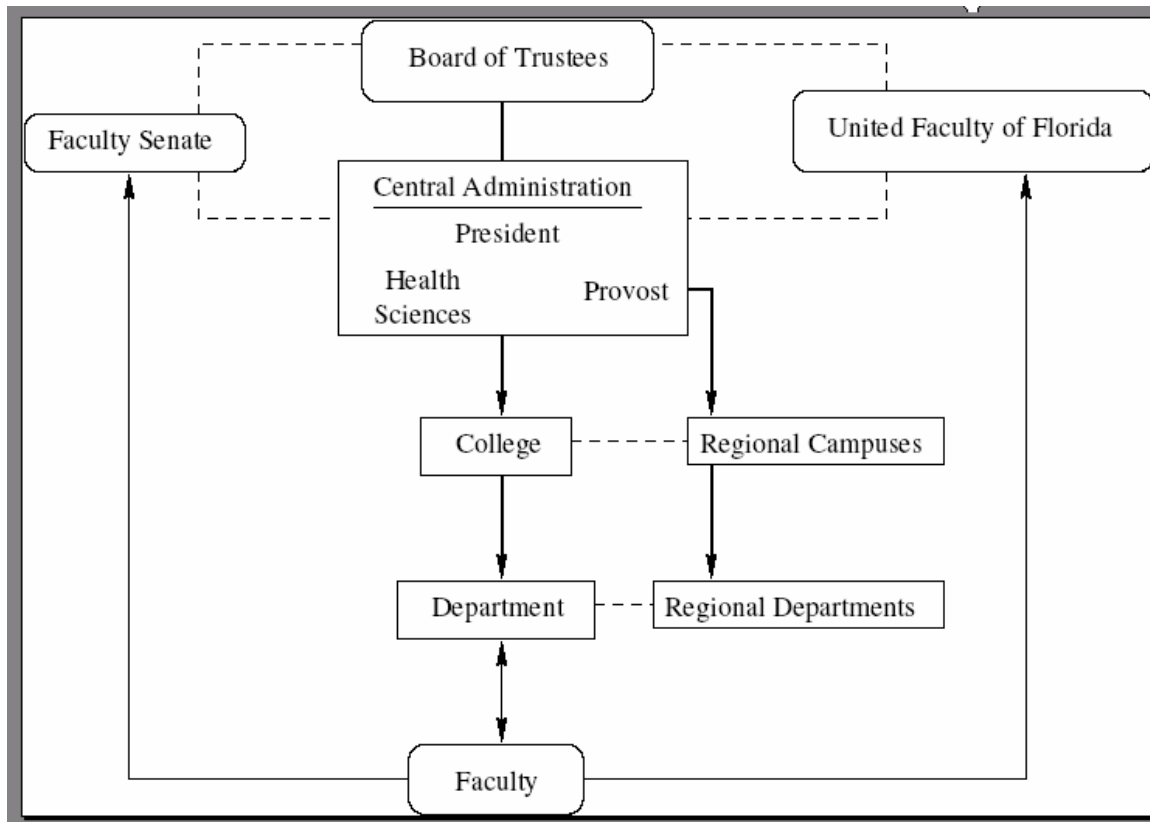 Board of Trustees
Faculty Senate
United Faculty of Florida
Central Administration
President
Health
Sciences
Provost
College
Regional Campuses
Department
Regional Departments
Faculty